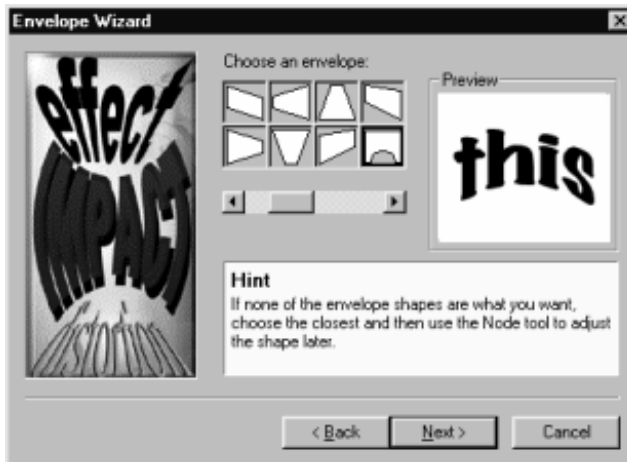 Envelope Wizard
effect
IMPACT
distortion
Choose an envelope:
Preview
this
Hint
If none of the envelope shapes are what you want,
choose the closest and then use the Node tool to adjust
the shape later.
< Back
Next >
Cancel